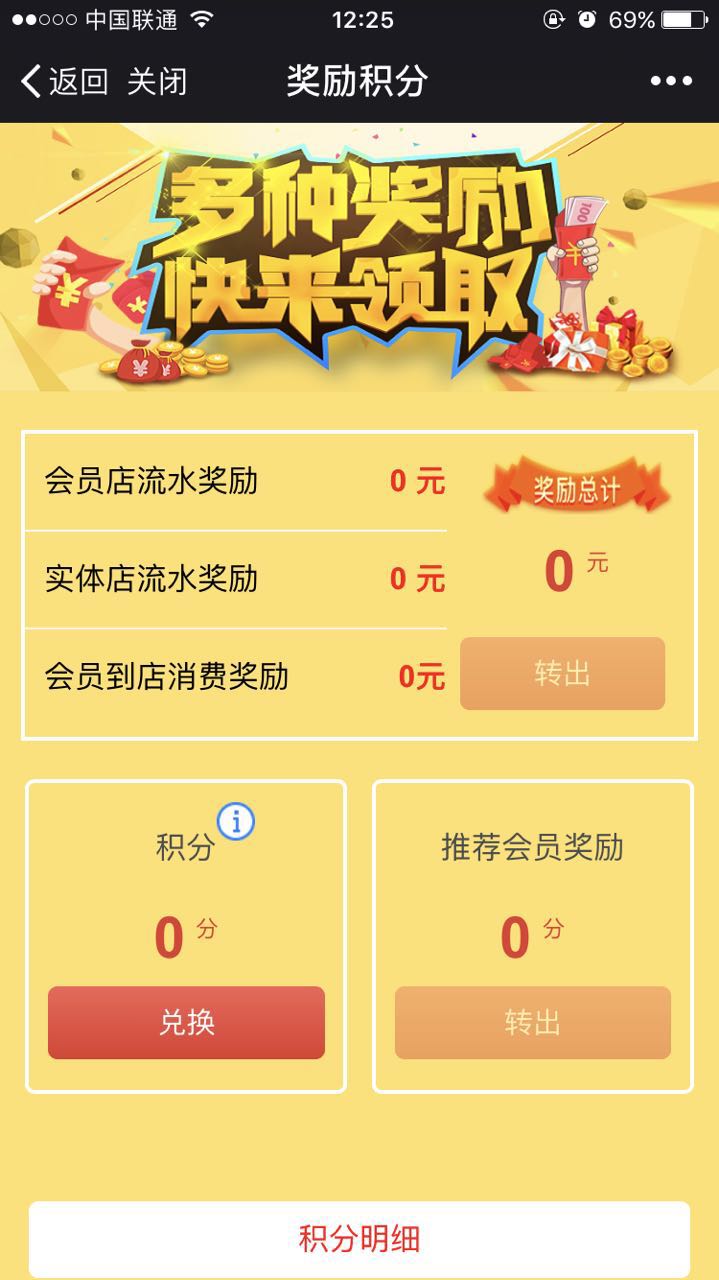 中国联通 12:25 69%
返回 关闭 奖励积分
多种奖励
快来领取
100
会员店流水奖励 0 元
实体店流水奖励 0 元
会员到店消费奖励 0元
奖励总计
0 元
转出
积分
0 分
兑换
推荐会员奖励
0 分
转出
积分明细